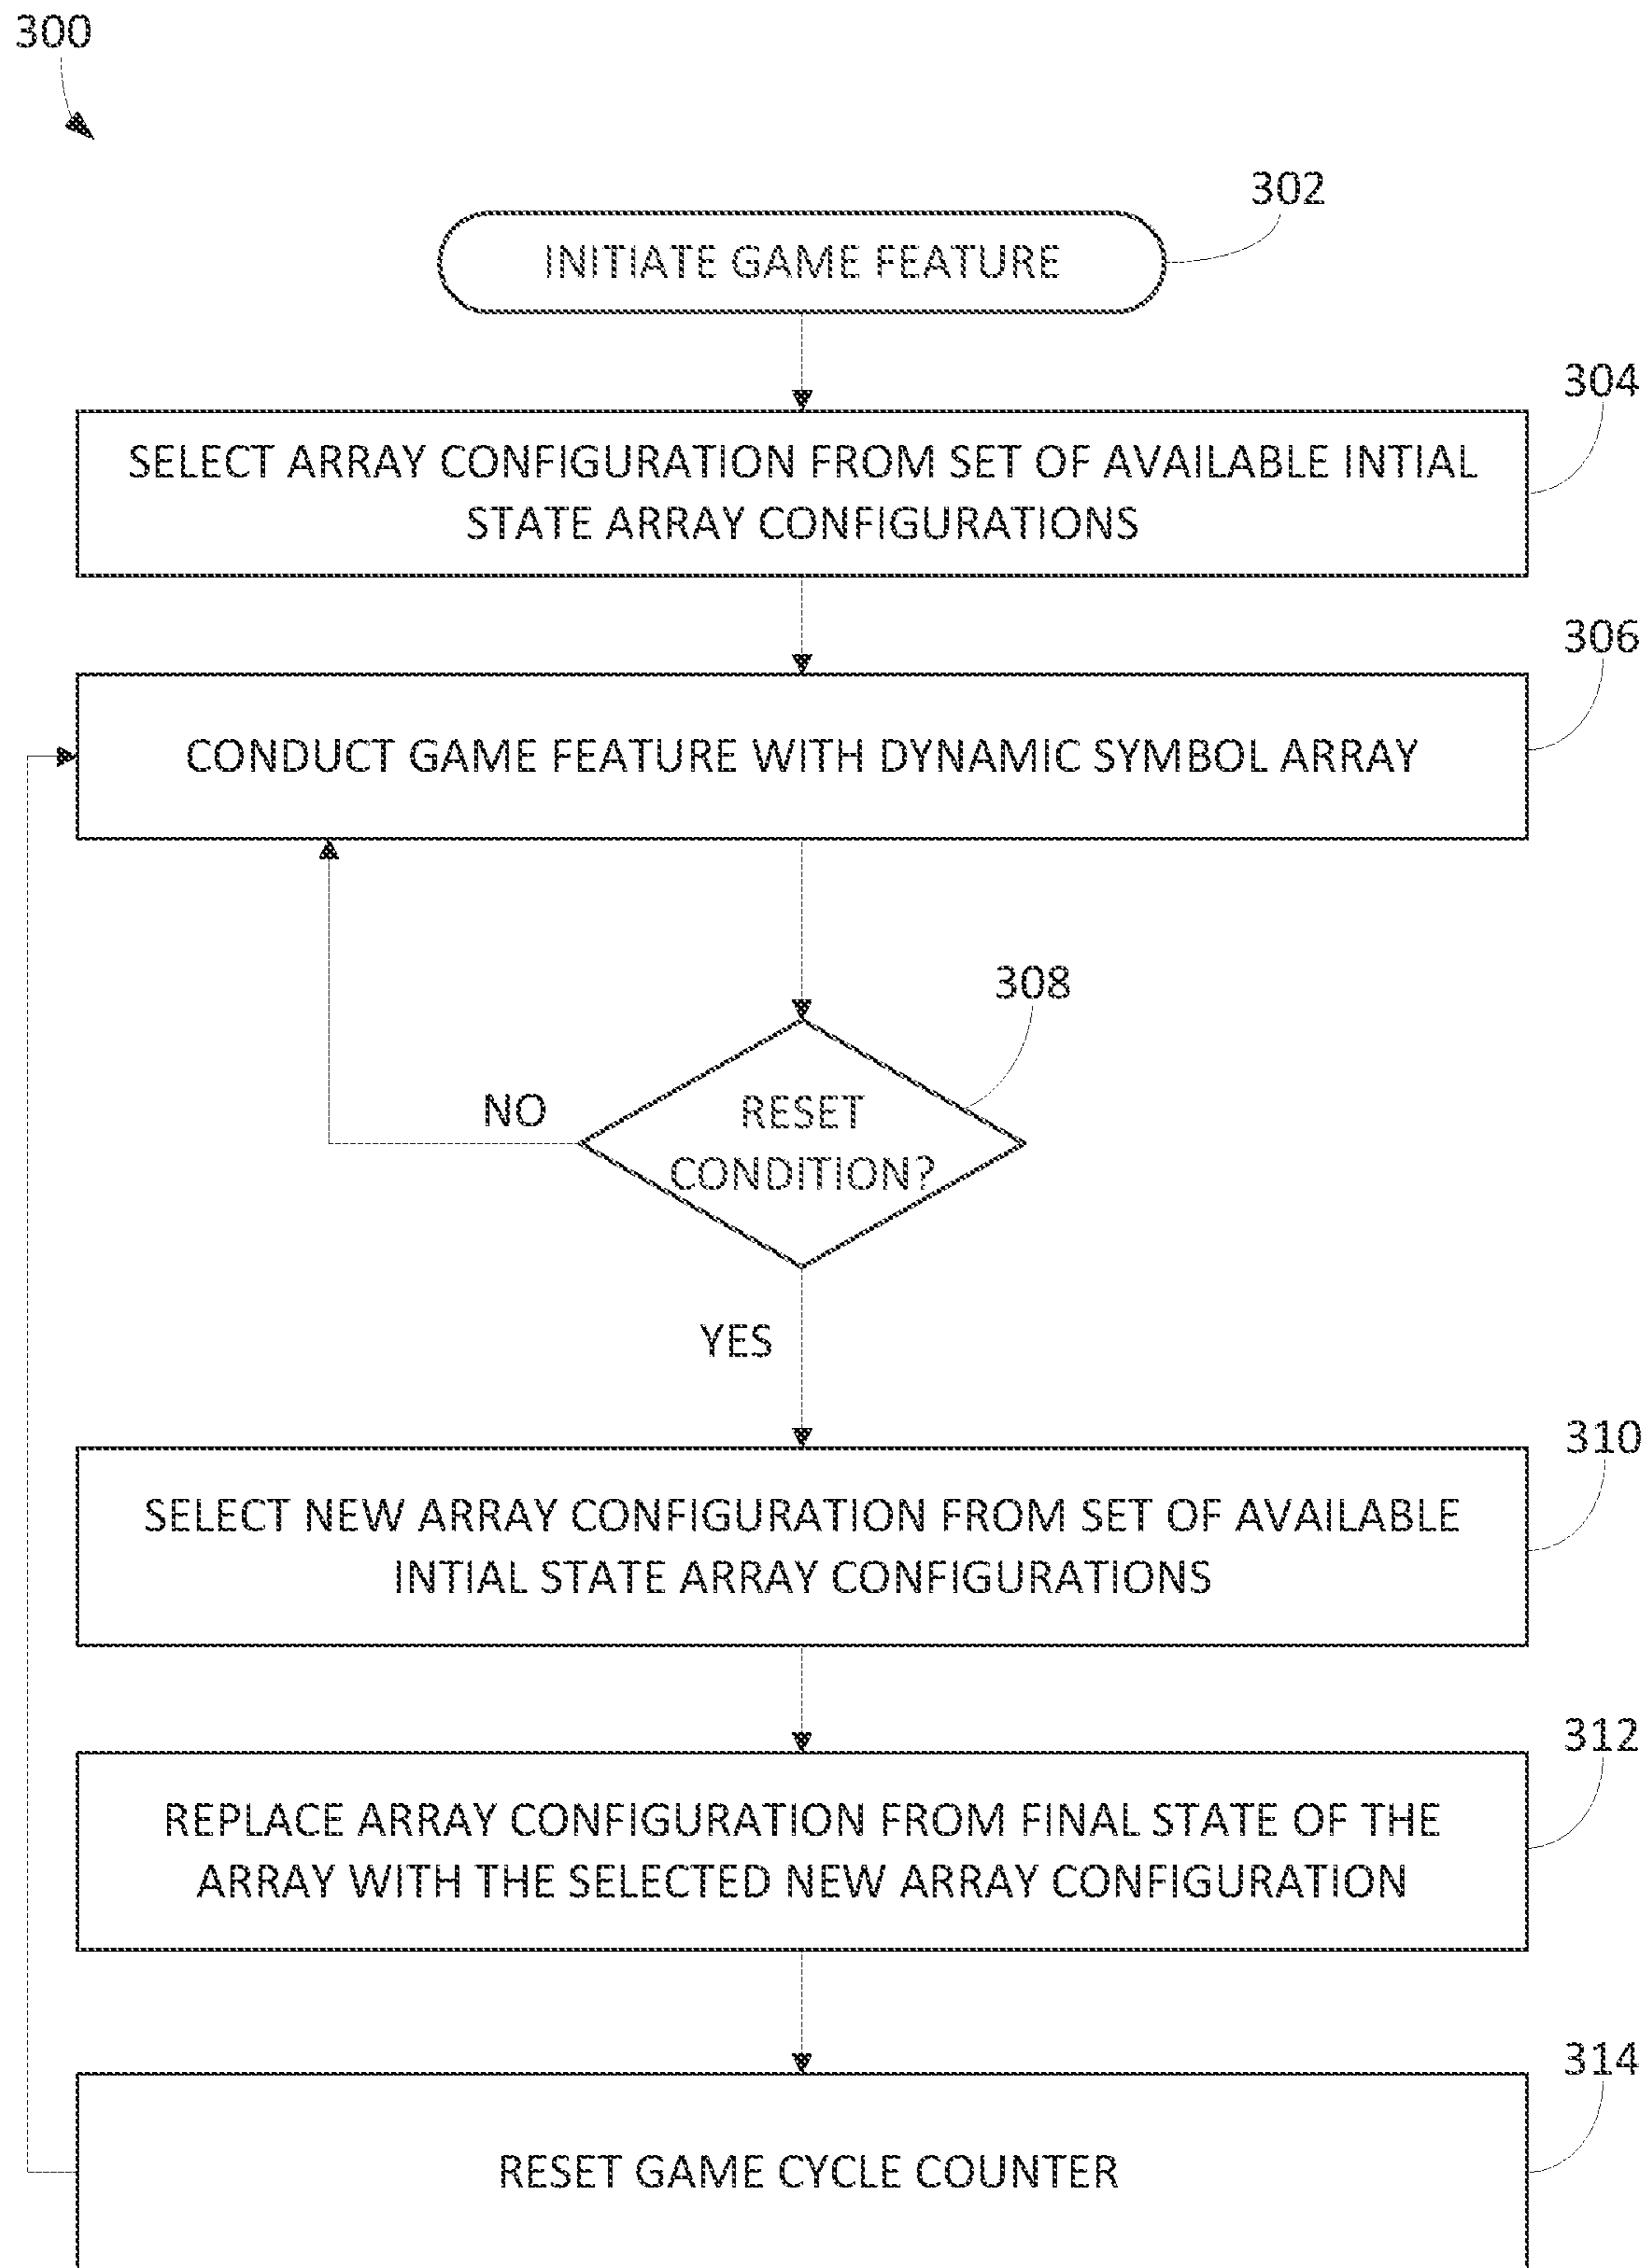 300
302
INITIATE GAME FEATURE
304
SELECT ARRAY CONFIGURATION FROM SET OF AVAILABLE INTIAL
STATE ARRAY CONFIGURATIONS
306
CONDUCT GAME FEATURE WITH DYNAMIC SYMBOL ARRAY
308
NO
RESET
CONDITION?
YES
310
SELECT NEW ARRAY CONFIGURATION FROM SET OF AVAILABLE
INTIAL STATE ARRAY CONFIGURATIONS
312
REPLACE ARRAY CONFIGURATION FROM FINAL STATE OF THE
ARRAY WITH THE SELECTED NEW ARRAY CONFIGURATION
314
RESET GAME CYCLE COUNTER